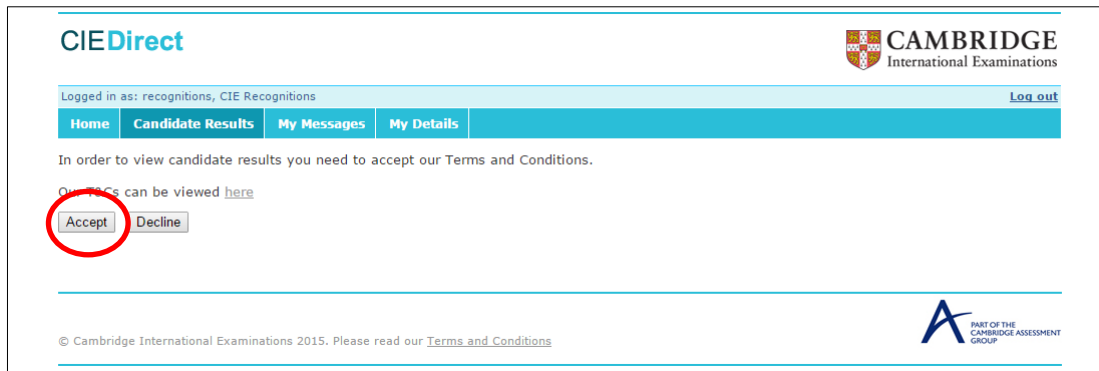 CIEDirect
CAMBRIDGE
International Examinations
Logged in as: recognitions, CIE Recognitions Log out
Home Candidate Results My Messages My Details
In order to view candidate results you need to accept our Terms and Conditions.
Our T&Cs can be viewed here
Accept Decline
PART OF THE
CAMBRIDGE ASSESSMENT
GROUP
© Cambridge International Examinations 2015. Please read our Terms and Conditions